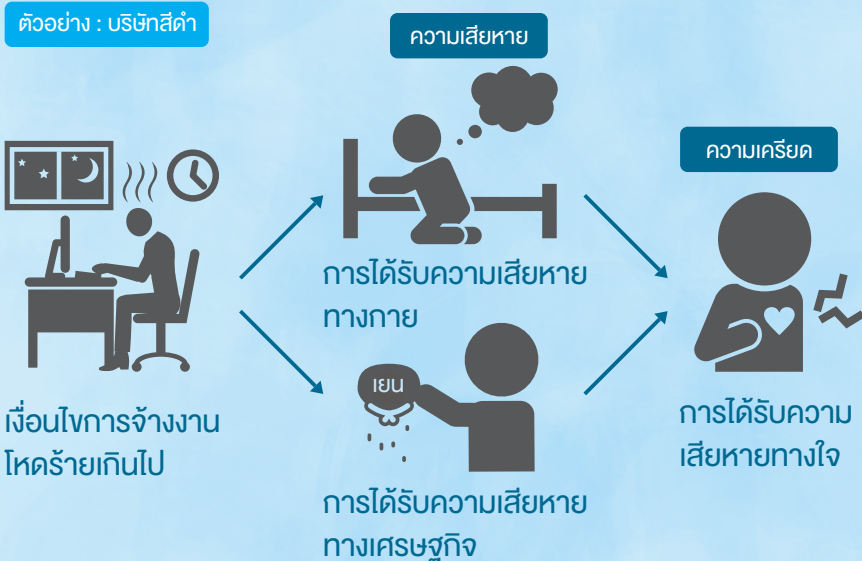 ตัวอย่าง : บริษัทสีดำ
ความเสียหาย
ความเครียด
เงื่อนไขการจ้างงาน
โหดร้ายเกินไป
การได้รับความเสียหาย
ทางกาย
เยน
การได้รับความเสียหาย
ทางเศรษฐกิจ
การได้รับความ
เสียหายทางใจ